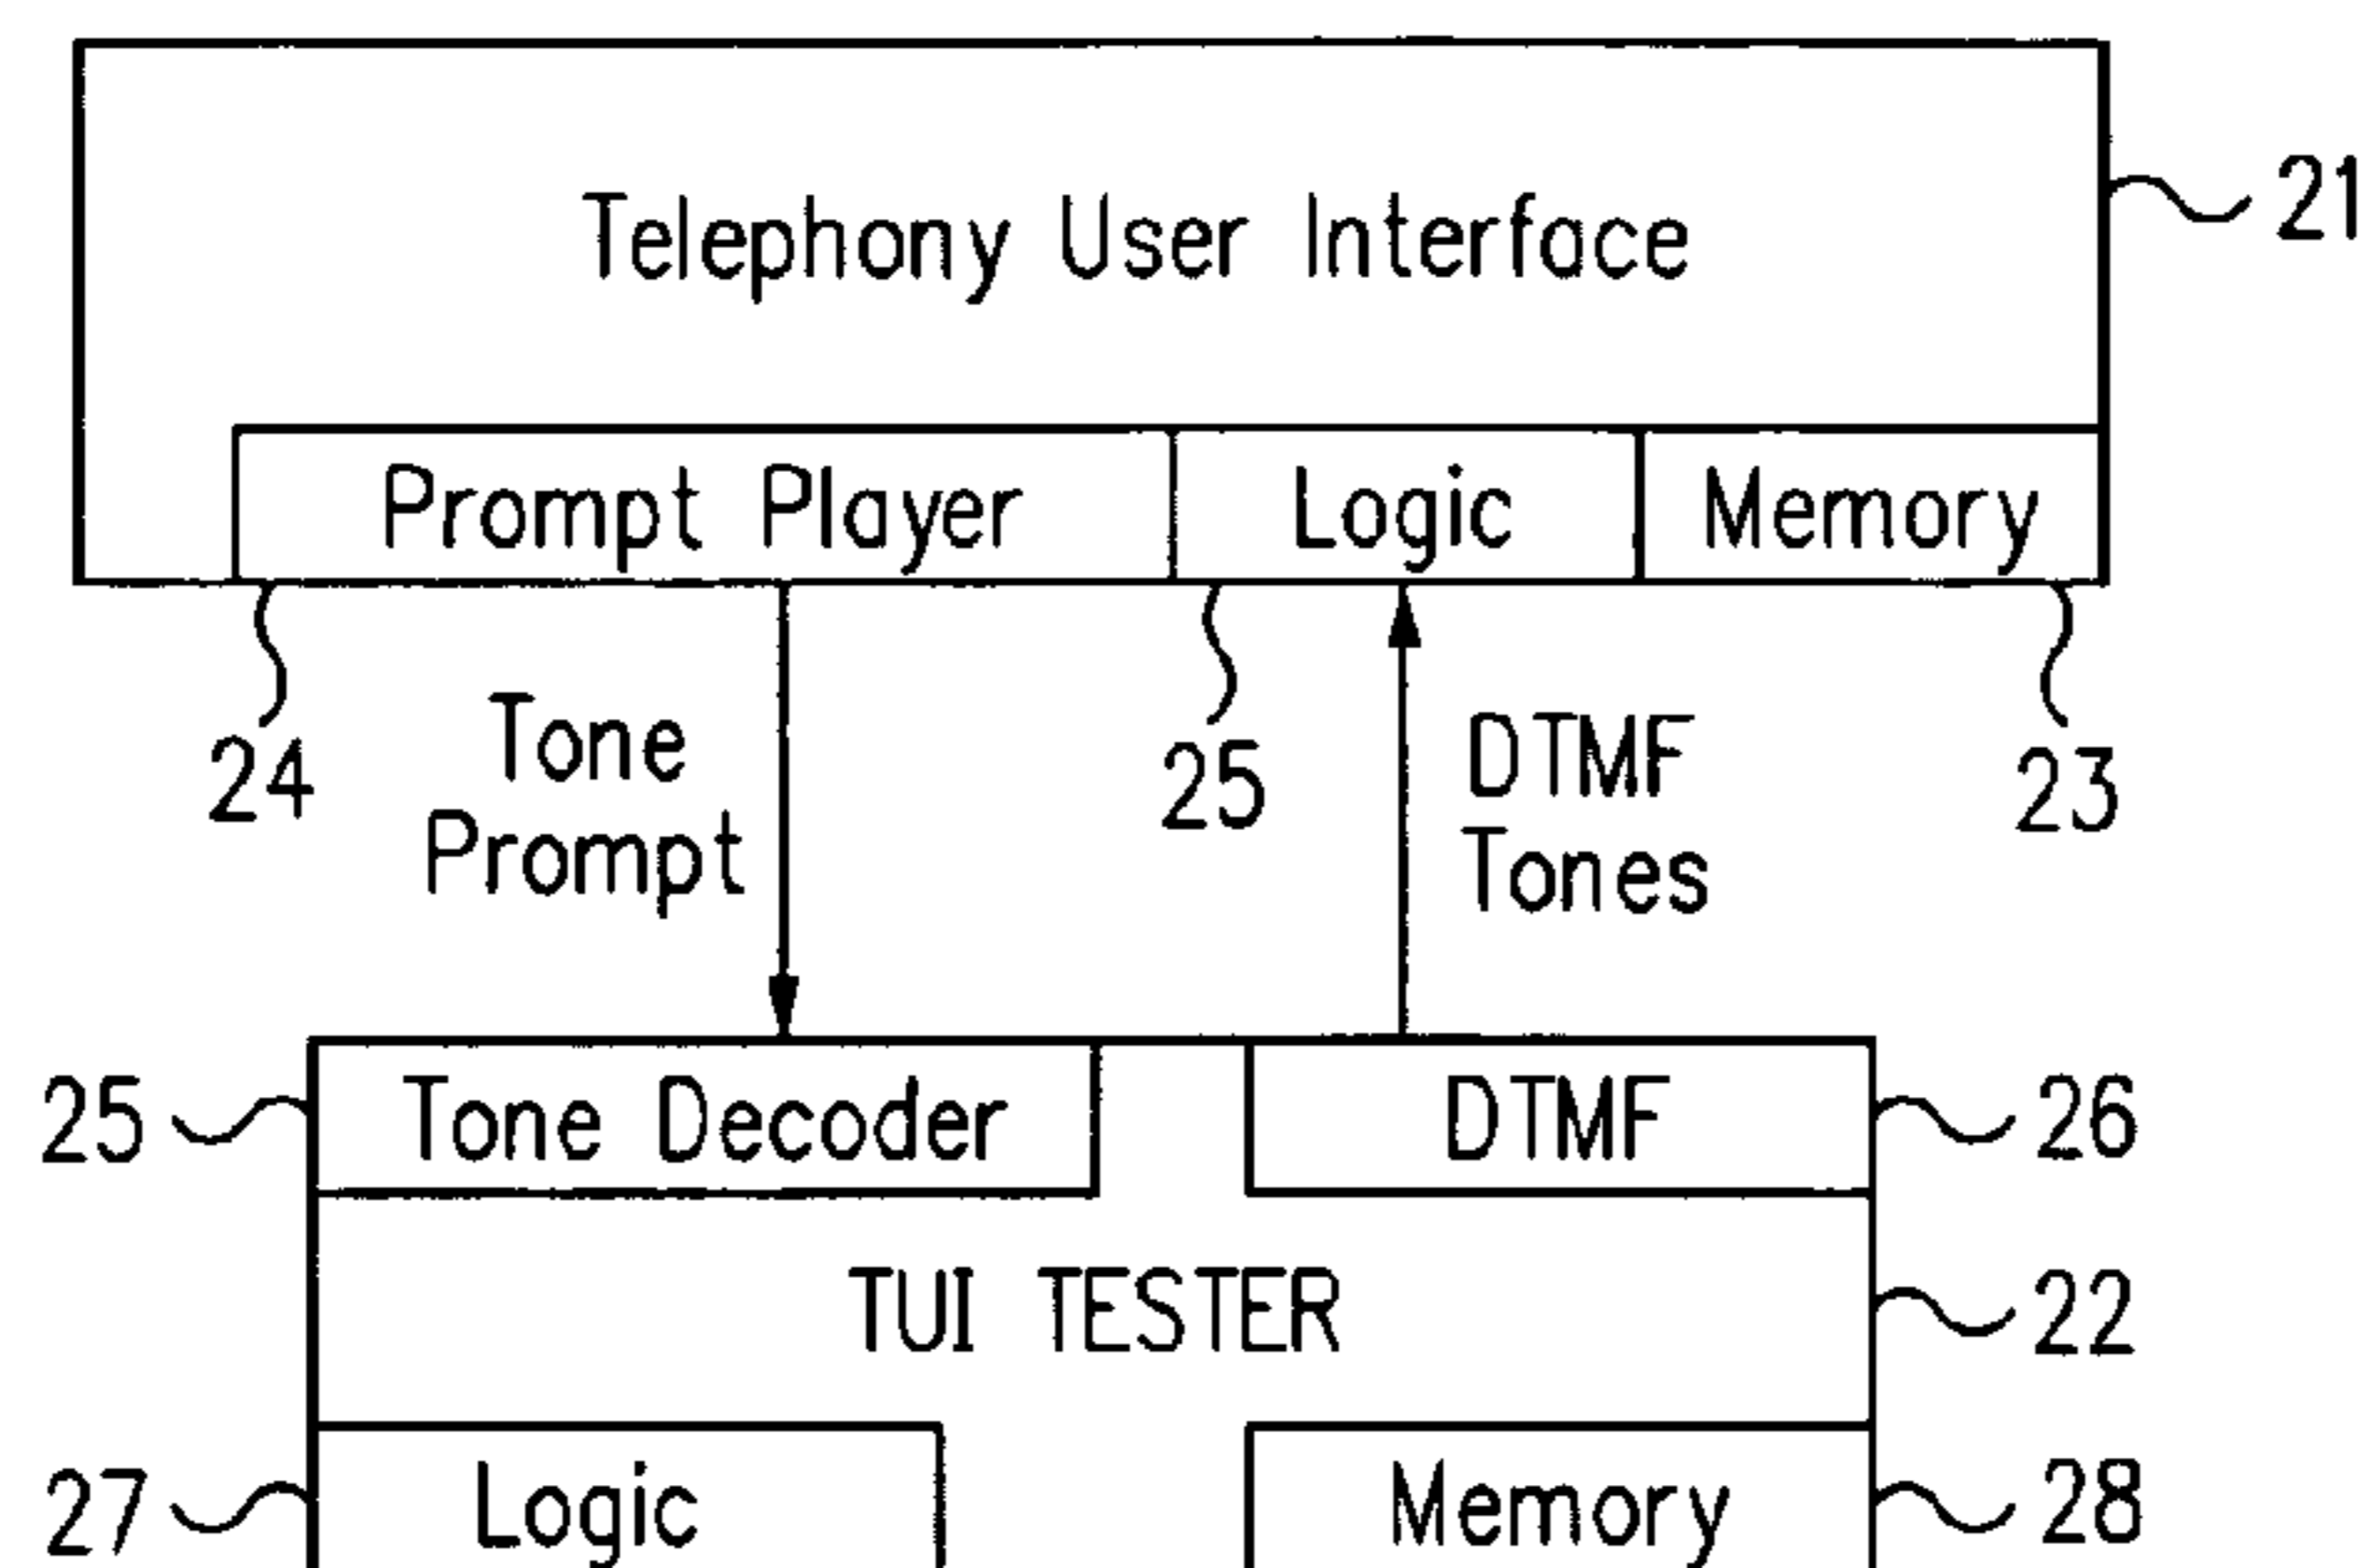 Telephony User Interface
21
Prompt Player
Logic
Memory
24
Tone
Prompt
25
DTMF
Tones
23
25
Tone Decoder
DTMF
26
TUI TESTER
22
27
Logic
Memory
28